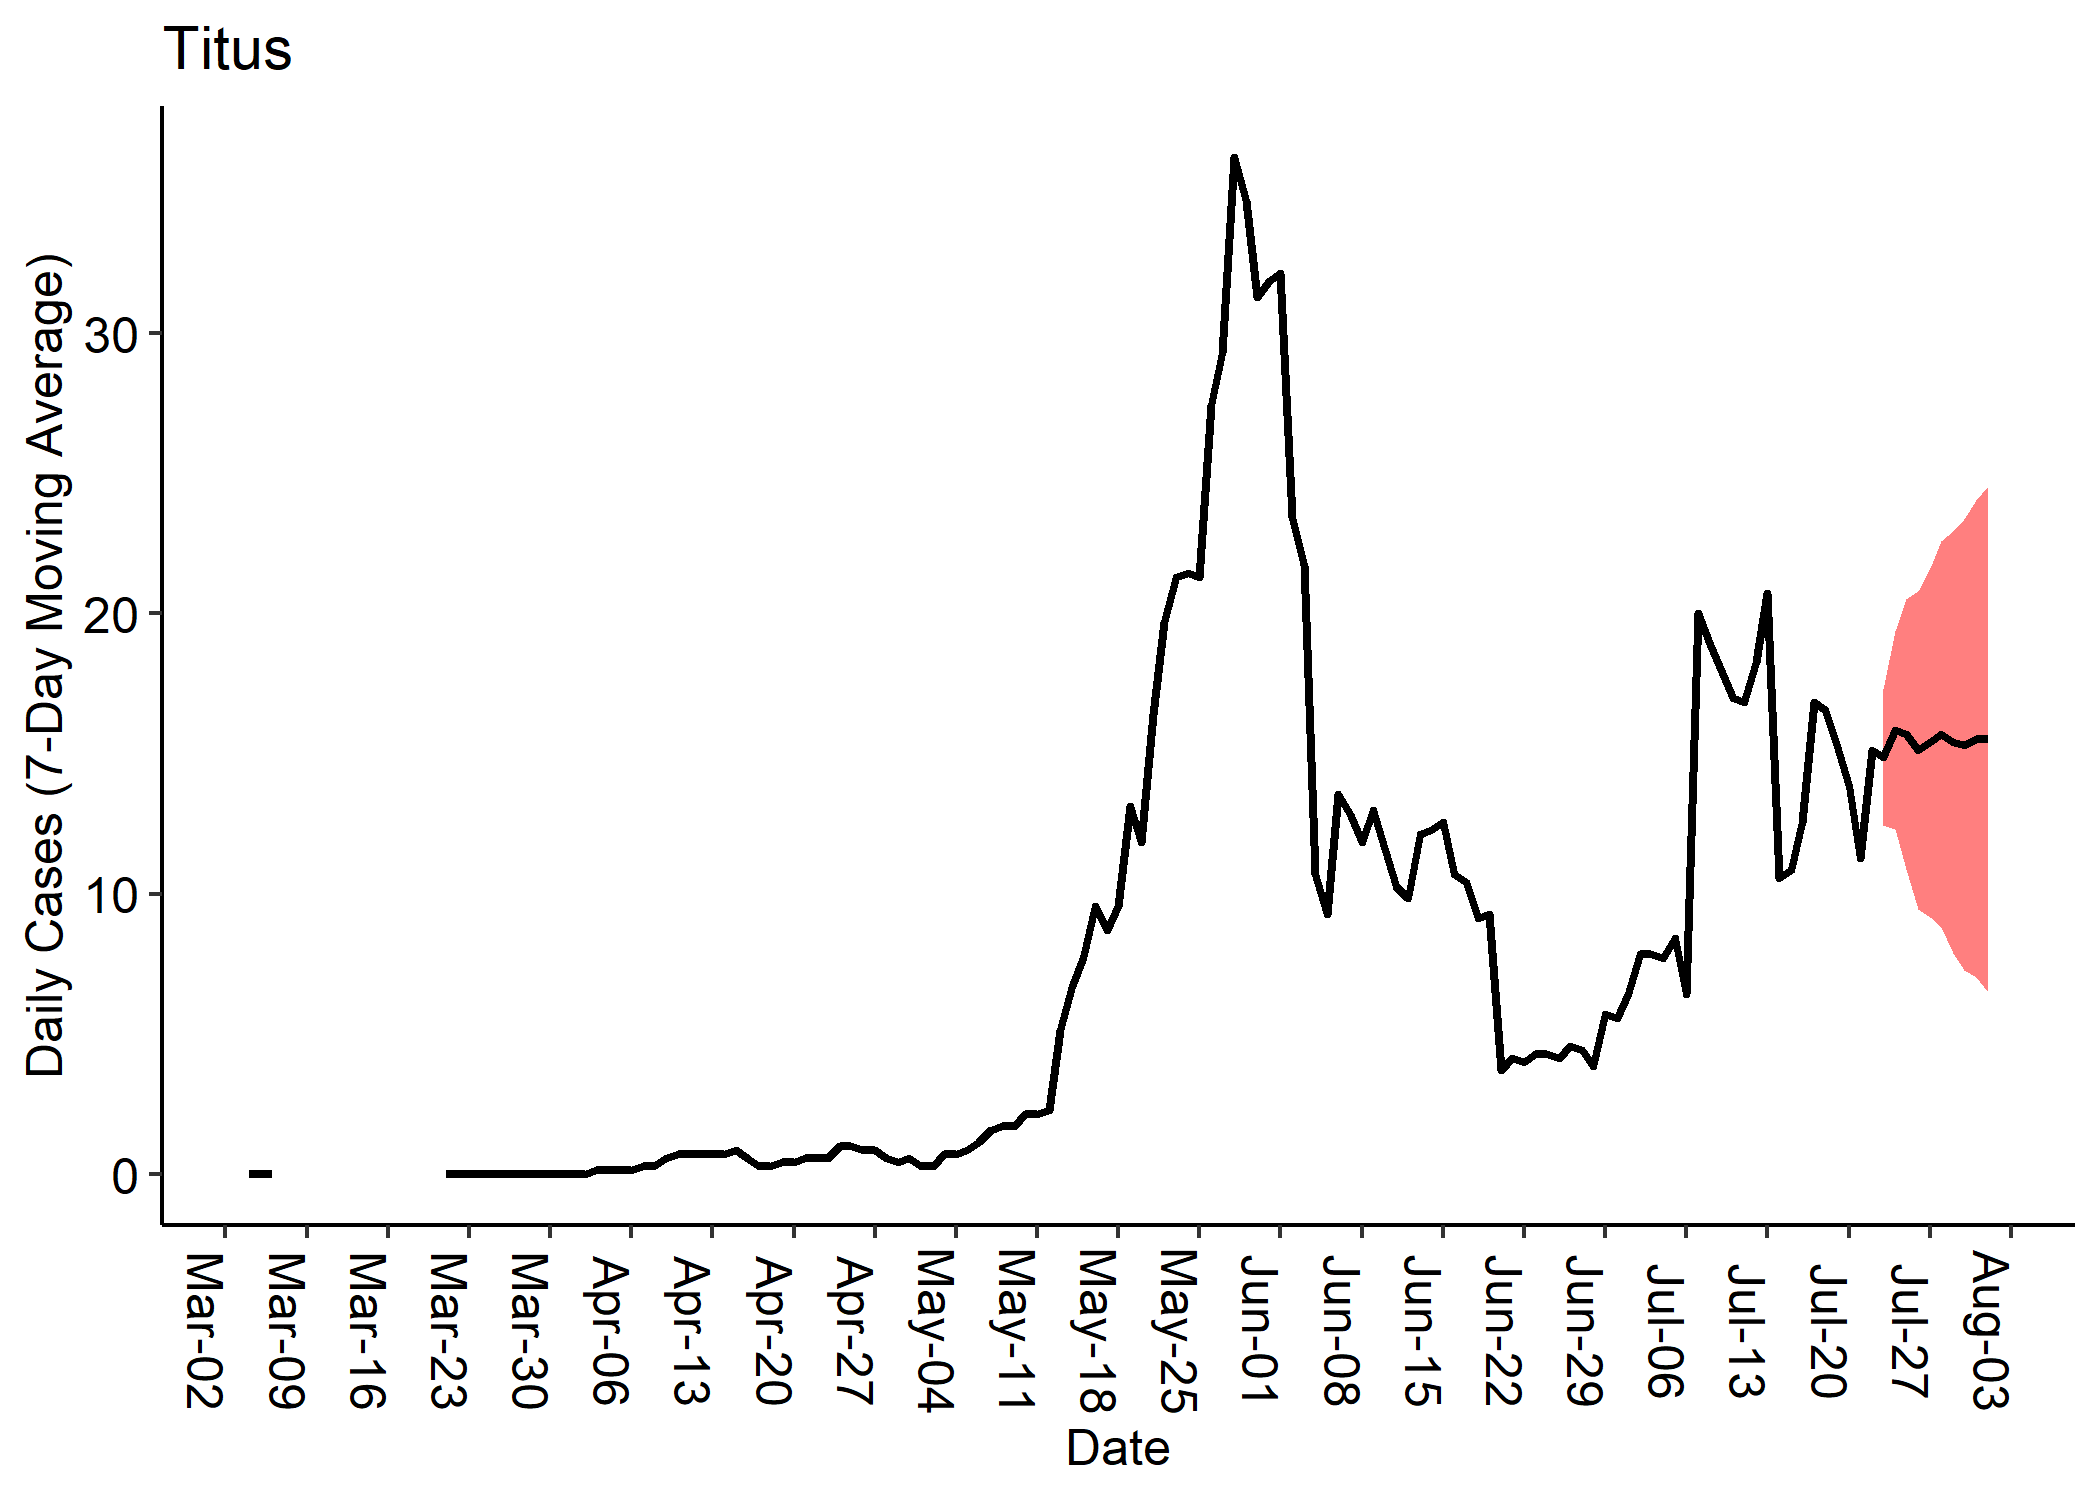 Titus
Daily Cases (7-Day Moving Average)
30
20
10
0
Mar-02
Mar-09
Mar-16
Mar-23
Mar-30
Apr-06
Apr-13
Apr-20
Apr-27
May-04
May-11
May-18
May-25
Jun-01
Jun-08
Jun-15
Jun-22
Jun-29
Jul-06
Jul-13
Jul-20
Jul-27
Aug-03
Date